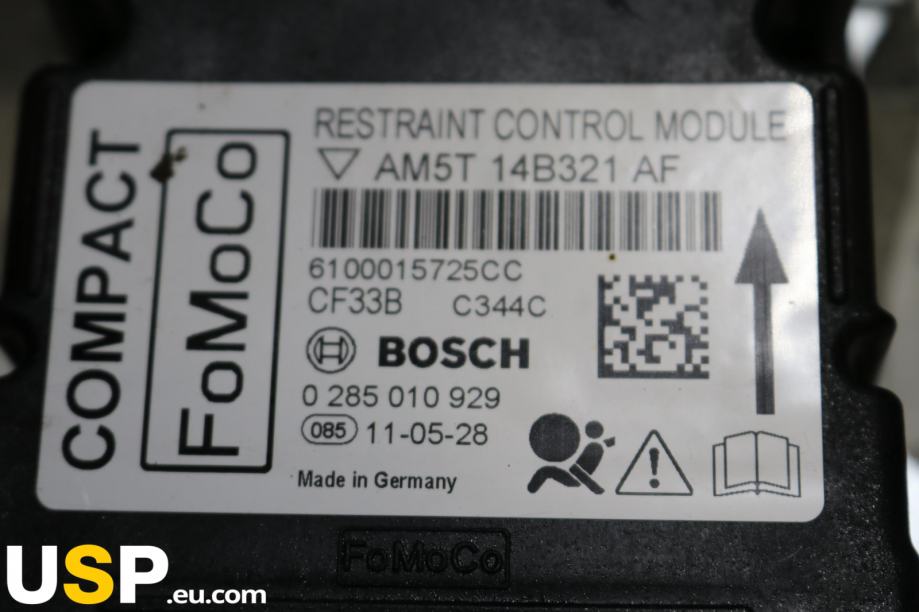 COMPACT
FoMoCo
RESTRAINT CONTROL MODULE
AM5T 14B321 AF
6100015725CC
CF33B C344C
BOSCH
0 285 010 929
085 11-05-28
Made in Germany
FoMoCo
USP.eu.com